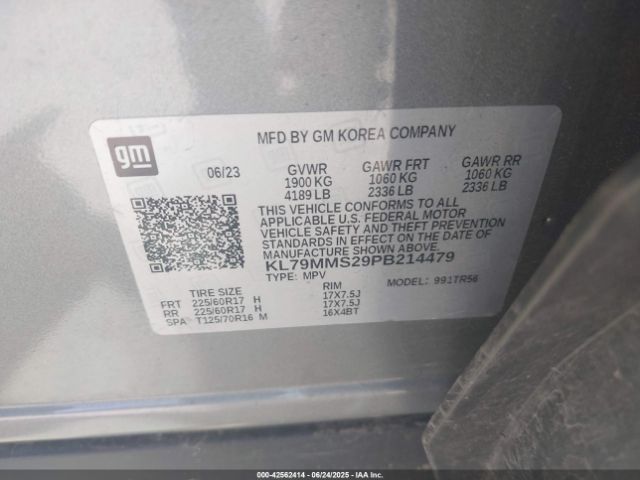 gm
MFD BY GM KOREA COMPANY
06/23 GVWR GAWR FRT GAWR RR
1900 KG 1060 KG 1060 KG
4189 LB 2336 LB 2336 LB
THIS VEHICLE CONFORMS TO ALL
APPLICABLE U.S. FEDERAL MOTOR
VEHICLE SAFETY AND THEFT PREVENTION
STANDARDS IN EFFECT ON THE DATE OF
MANUFACTURE SHOWN ABOVE.
KL79MMS29PB214479
TYPE: MPV MODEL: 991TR56
TIRE SIZE RIM
FRT 225/60R17 H 17X7.5J
RR 225/60R17 H 17X7.5J
SPA T125/70R16 M 16X4BT
000-42562414 | 06/24/2025 | IAA Inc.